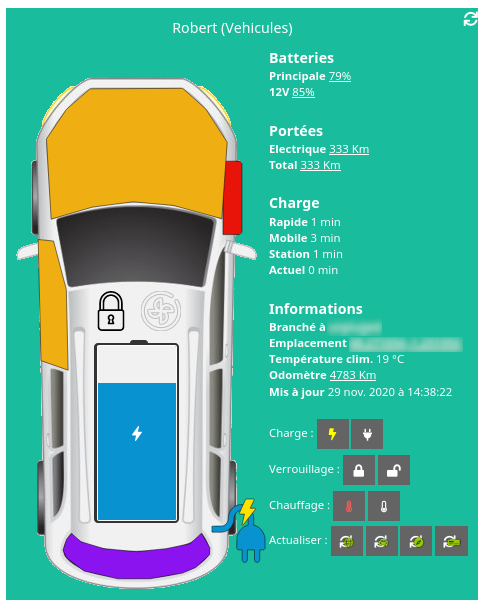 Robert (Vehicules)
Batteries
Principale 79%
12V 85%
Portées
Electrique 333 Km
Total 333 Km
Charge
Rapide 1 min
Mobile 3 min
Station 1 min
Actuel 0 min
Informations
Branché à
Emplacement
Température clim. 19 °C
Odomètre 4783 Km
Mis à jour 29 nov. 2020 à 14:38:22
Charge :
Verrouillage :
Chauffage :
Actualiser :